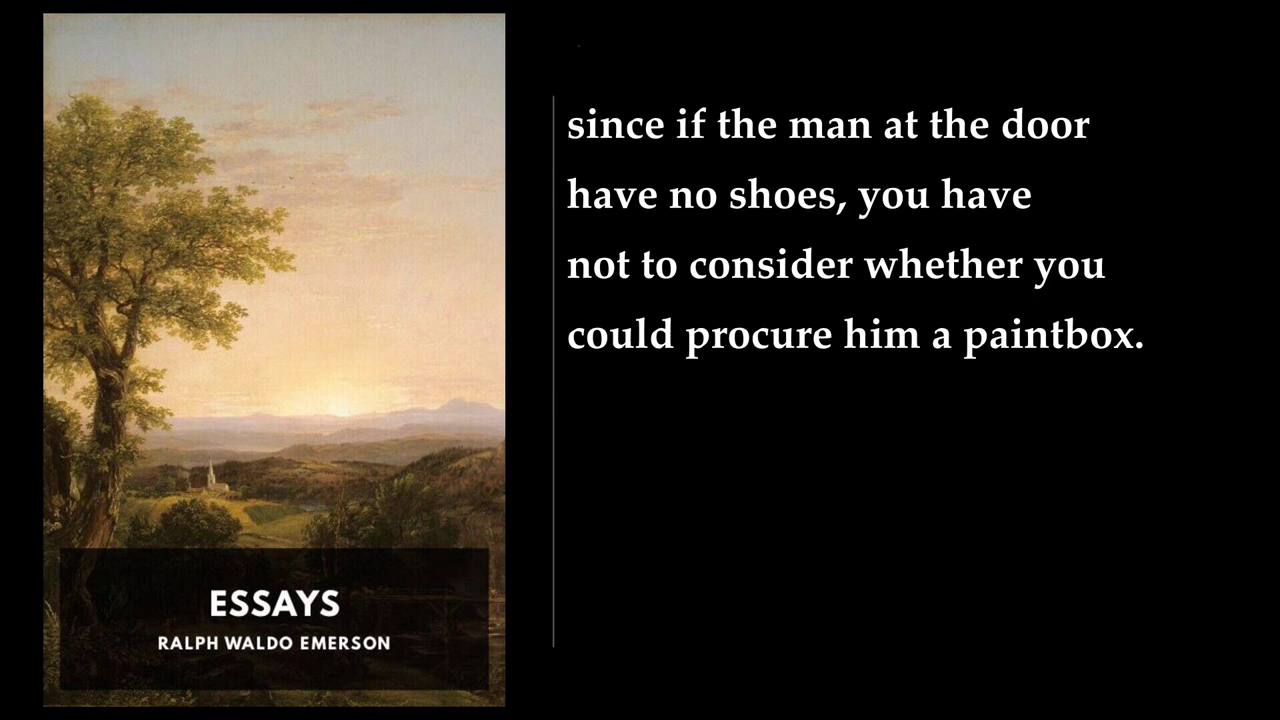 since if the man at the door
have no shoes, you have
not to consider whether you
could procure him a paintbox.
ESSAYS
RALPH WALDO EMERSON